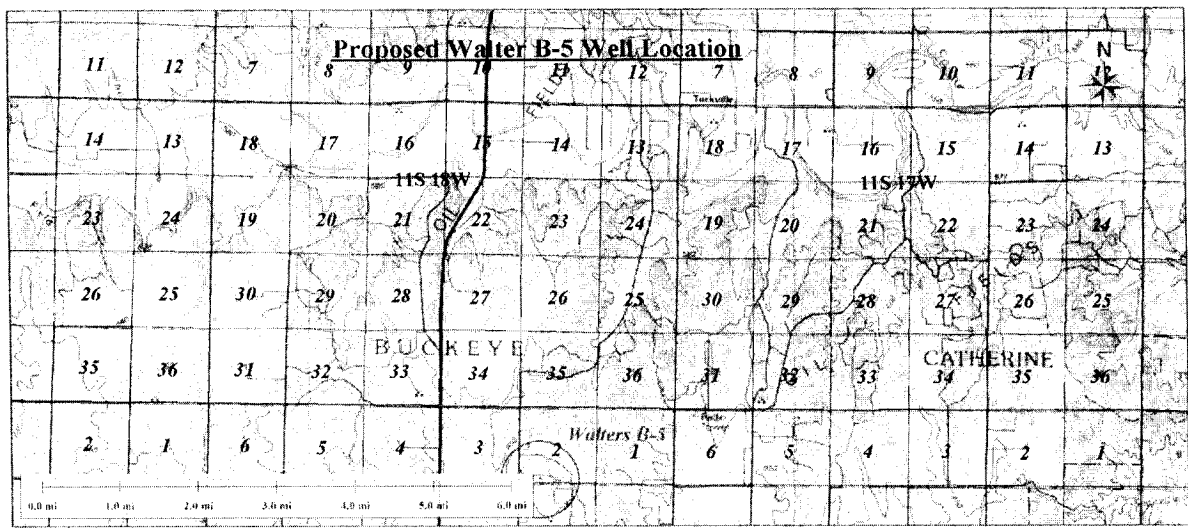 Proposed Walter B-5 Well Location
N
11 12 7 8 9 10 11 12 7 8 9 10 11 12
FIELD
Turkville
14 13 18 17 16 15 14 13 18 17 16 15 14 13
11S 18W 11S 17W
23 24 19 20 21 22 23 24 19 20 21 22 23 24
OIL
26 25 30 29 28 27 26 25 30 29 28 27 26 25
BUCKEYE CATHERINE
35 36 31 32 33 34 35 36 31 32 33 34 35 36
Walters B-5
2 1 6 5 4 3 2 1 6 5 4 3 2 1
0.0 mi 1.0 mi 2.0 mi 3.0 mi 4.0 mi 5.0 mi 6.0 mi